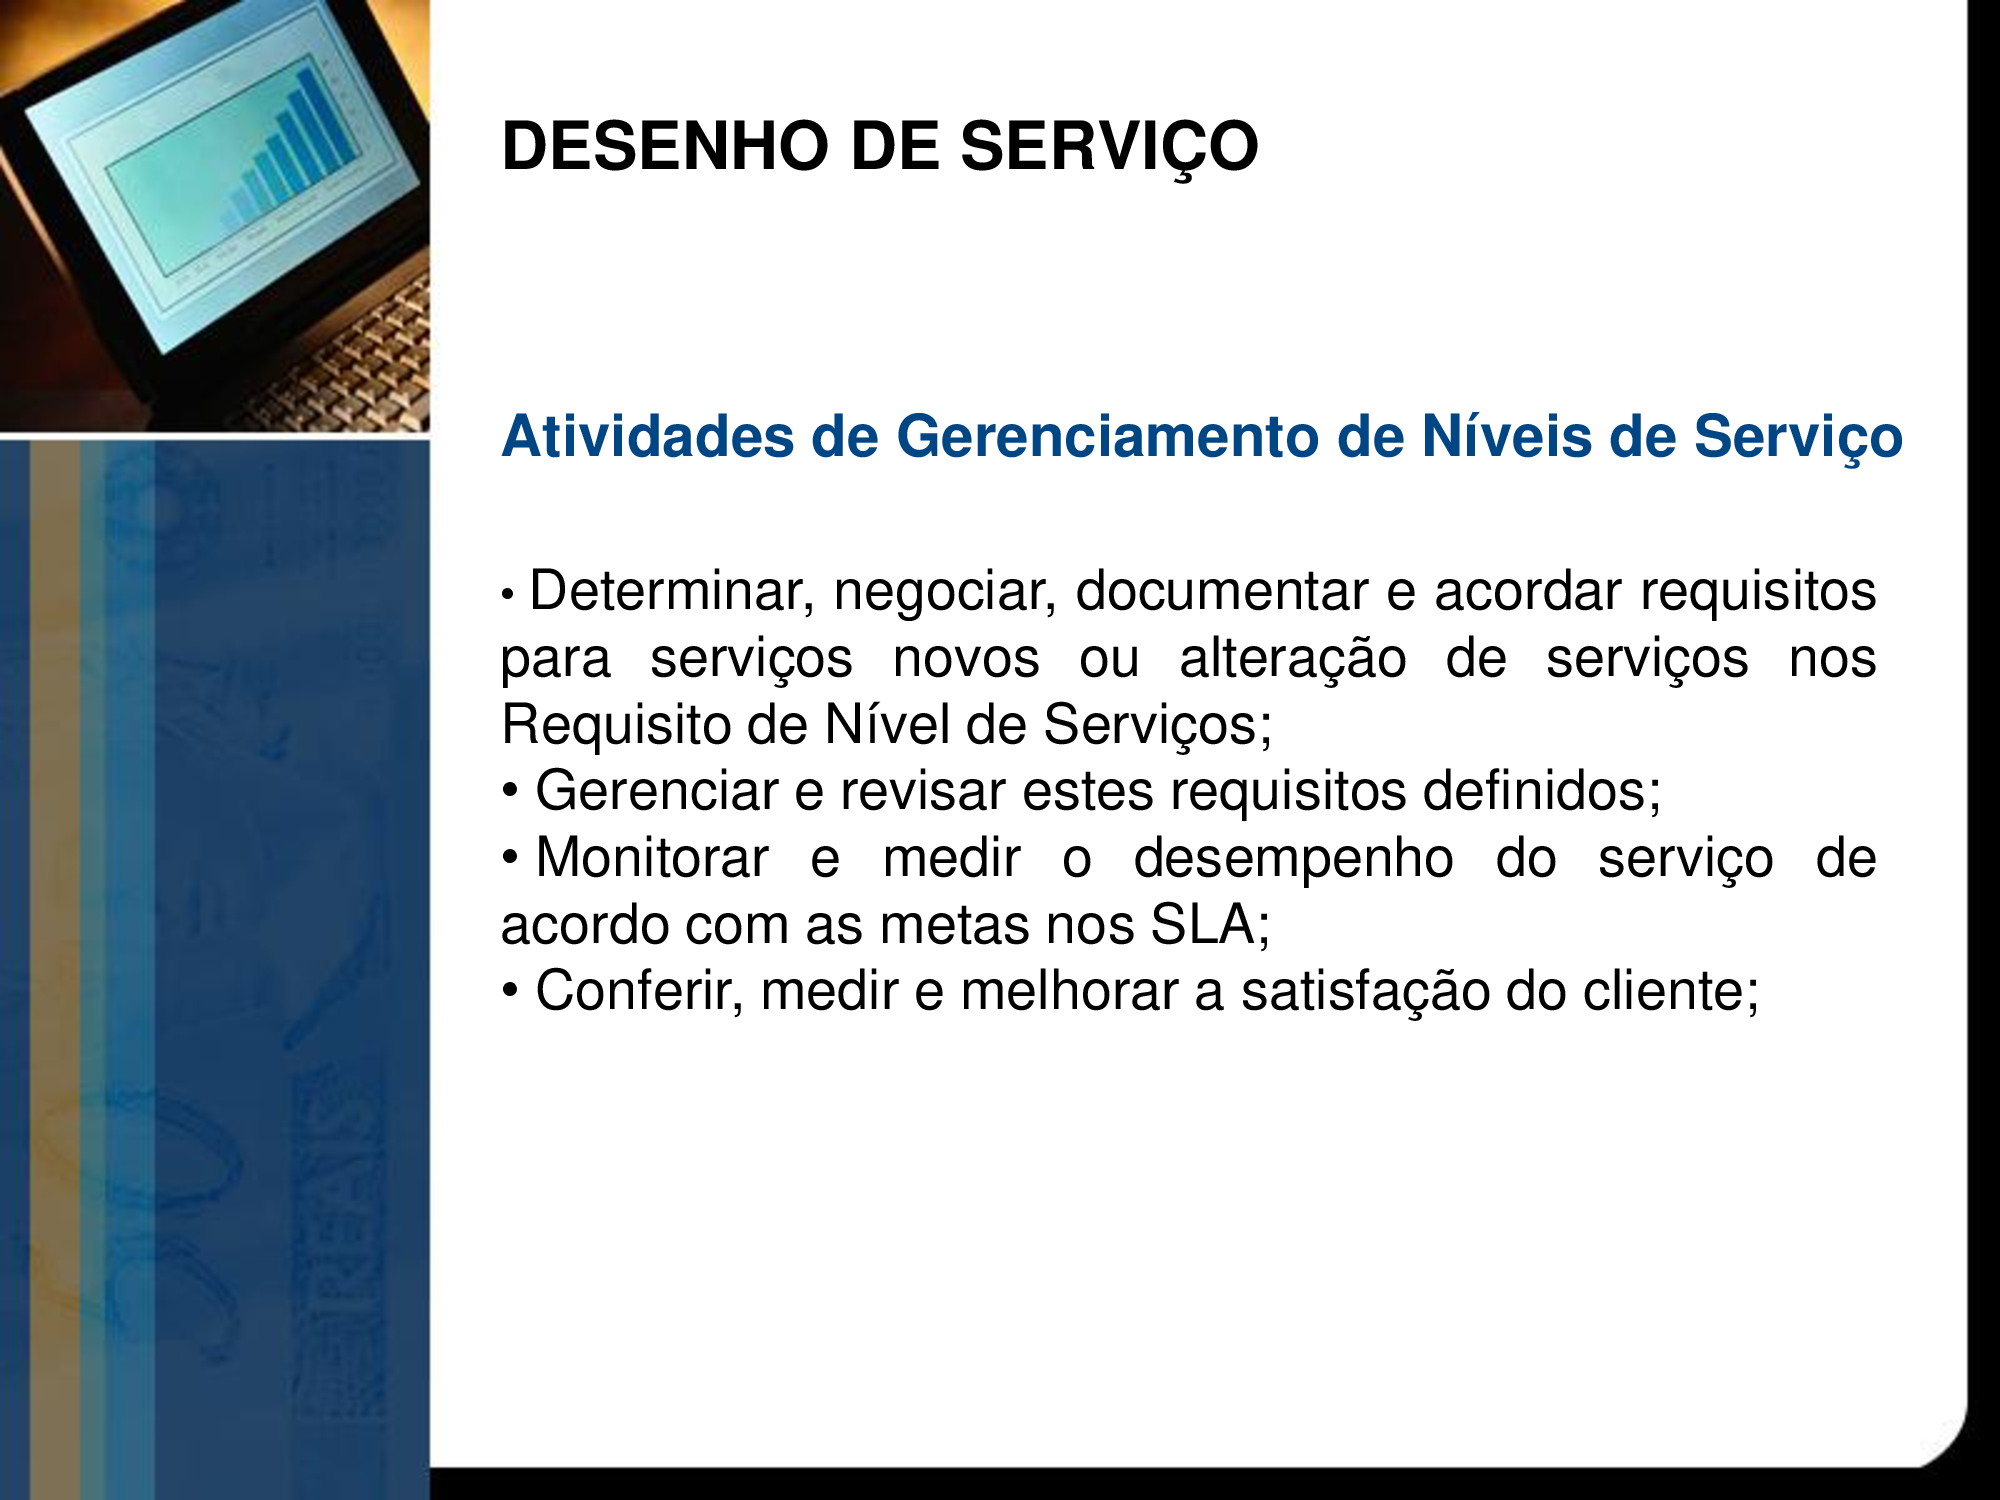 DESENHO DE SERVIÇO
Atividades de Gerenciamento de Níveis de Serviço
• Determinar, negociar, documentar e acordar requisitos
para serviços novos ou alteração de serviços nos
Requisito de Nível de Serviços;
• Gerenciar e revisar estes requisitos definidos;
• Monitorar e medir o desempenho do serviço de
acordo com as metas nos SLA;
• Conferir, medir e melhorar a satisfação do cliente;
REAIS